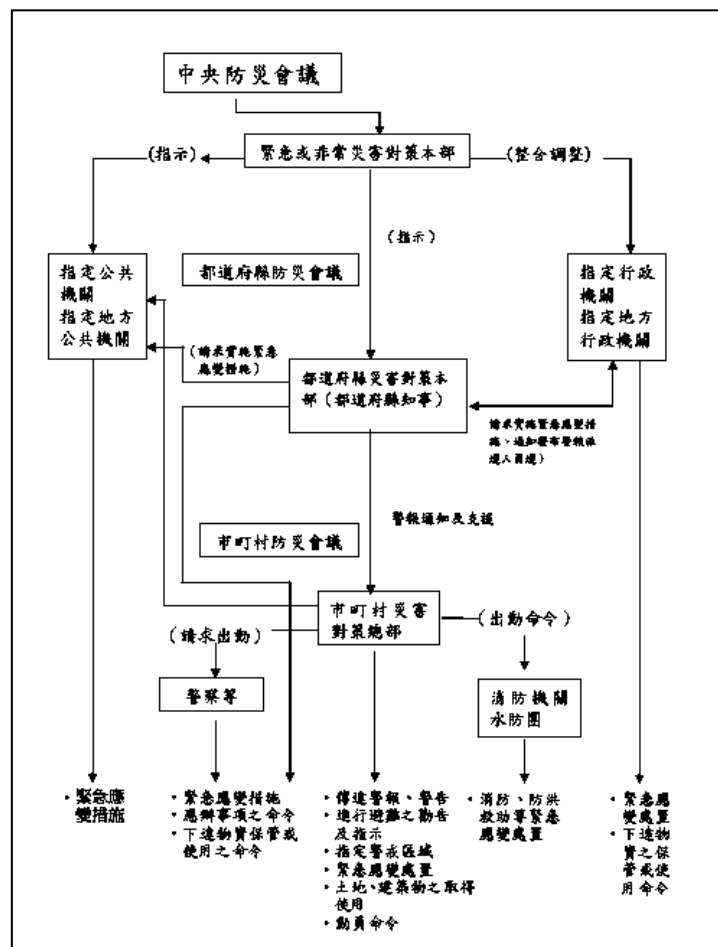 中央防災會議
緊急或非常災害對策本部
(指示)
(整合調整)
(指示)
指定公共
機關
指定地方
公共機關
都道府縣防災會議
指定行政
機關
指定地方
行政機關
(請求實施緊急
應變措施)
都道府縣災害對策本
部(都道府縣知事)
請求實施緊急應變措
施、通知發布警報派
遣人員還)
警報通知及支援
市町村防災會議
市町村災害
對策總部
(請求出動)
(出動命令)
警察等
消防機關
水防團
・緊急應
變措施
・緊急應變措施
・應辦事項之命令
・下達物資保管或
使用之命令
・傳達警報、警告
・進行避難之勸告
及指示
・指定警戒區域
・緊急應變處置
・土地、建築物之取得
使用
・動員命令
・消防、防洪
救助等緊急
應變處置
・緊急應
變處置
・下達物
資之保
管或使
用命令